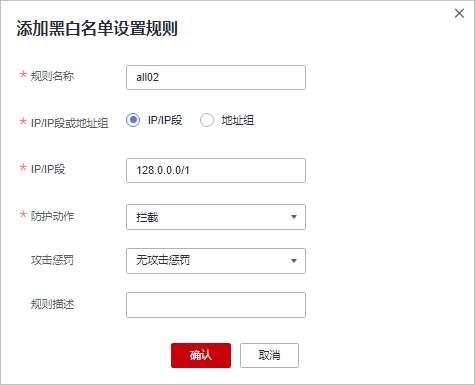 添加黑白名单设置规则
* 规则名称 all02
* IP/IP段或地址组 IP/IP段 地址组
* IP/IP段 128.0.0.0/1
* 防护动作 拦截
攻击惩罚 无攻击惩罚
规则描述
确认 取消